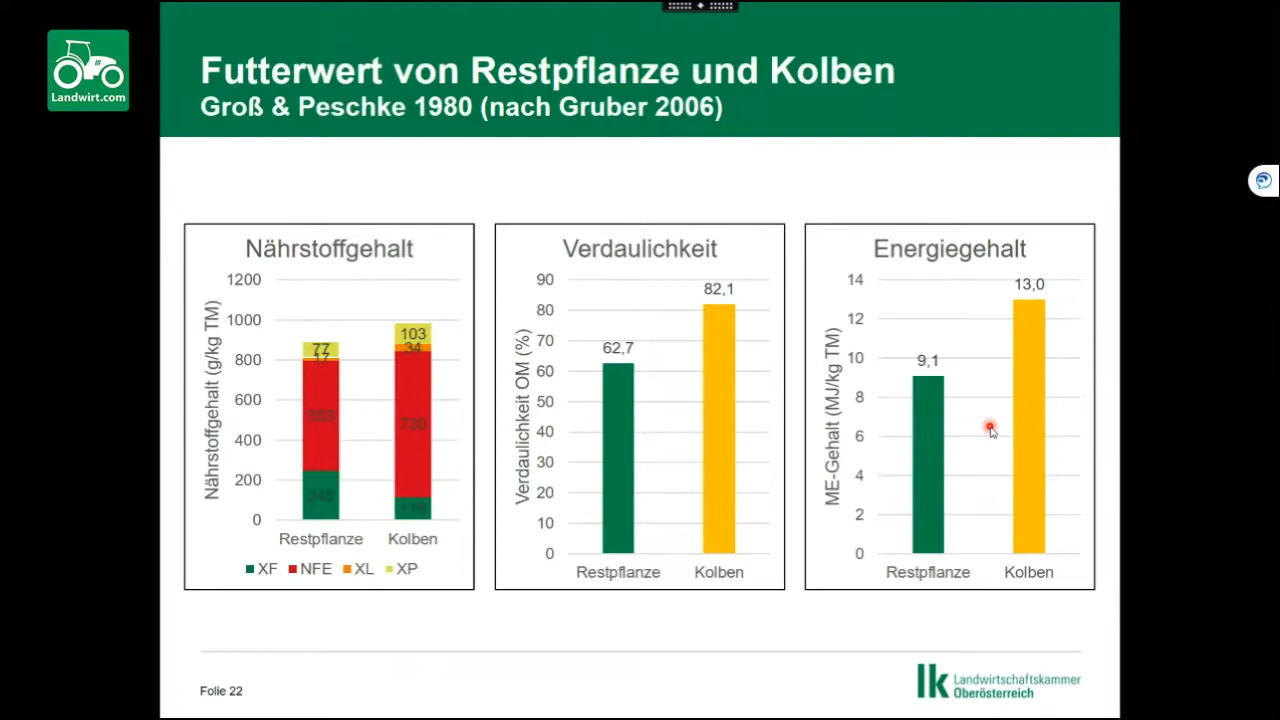 Landwirt.com
Futterwert von Restpflanze und Kolben
Groß & Peschke 1980 (nach Gruber 2006)
Nährstoffgehalt
Nährstoffgehalt (g/kg TM)
1200
1000
800
600
400
200
0
77
17
553
245
103
34
730
Restpflanze
Kolben
XF NFE XL XP
Verdaulichkeit
Verdaulichkeit OM (%)
90
80
70
60
50
40
30
20
10
0
62,7
82,1
Restpflanze
Kolben
Energiegehalt
ME-Gehalt (MJ/kg TM)
14
12
10
8
6
4
2
0
9,1
13,0
Restpflanze
Kolben
Folie 22
lk Landwirtschaftskammer
Oberösterreich